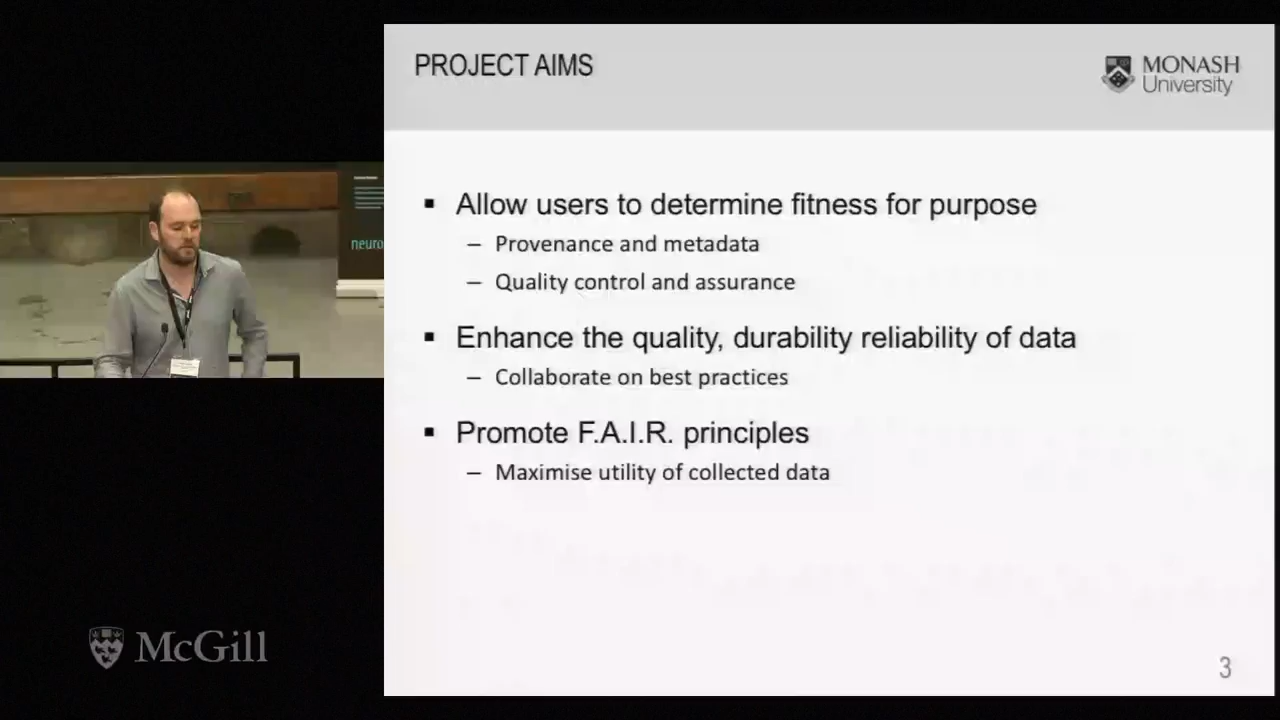 PROJECT AIMS
MONASH
University
▪ Allow users to determine fitness for purpose
– Provenance and metadata
– Quality control and assurance
▪ Enhance the quality, durability reliability of data
– Collaborate on best practices
▪ Promote F.A.I.R. principles
– Maximise utility of collected data
3
neuro
McGill